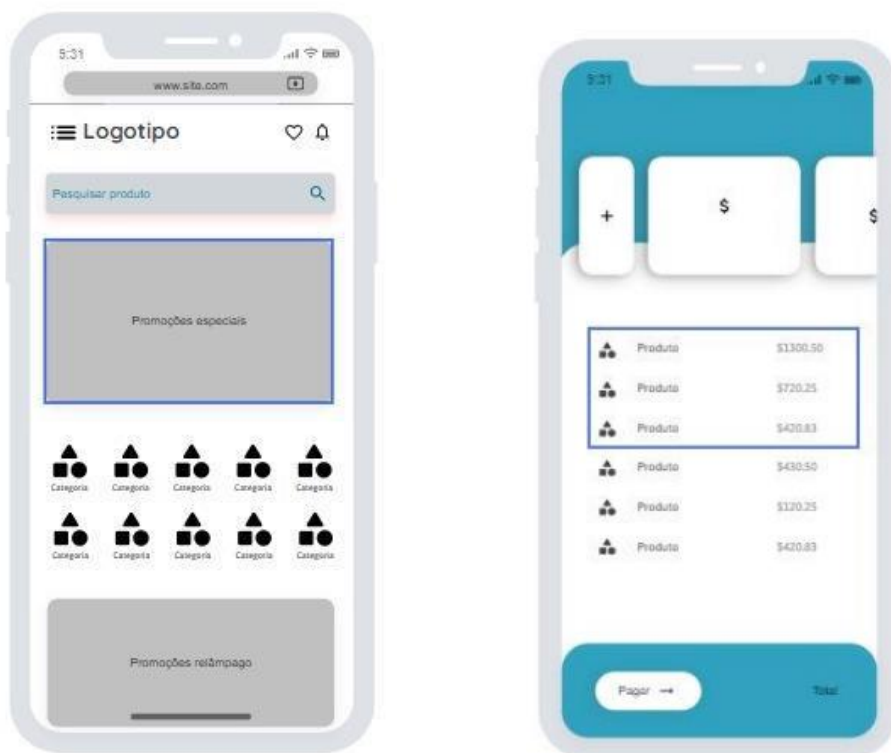 5:31
www.site.com
Logotipo
Pesquisar produto
Promoções especiais
Categoria Categoria Categoria Categoria Categoria
Categoria Categoria Categoria Categoria Categoria
Promoções relâmpago
5:31
+ $ $
Produto $1300.50
Produto $720.25
Produto $420.83
Produto $430.50
Produto $120.25
Produto $420.83
Pagar → Total